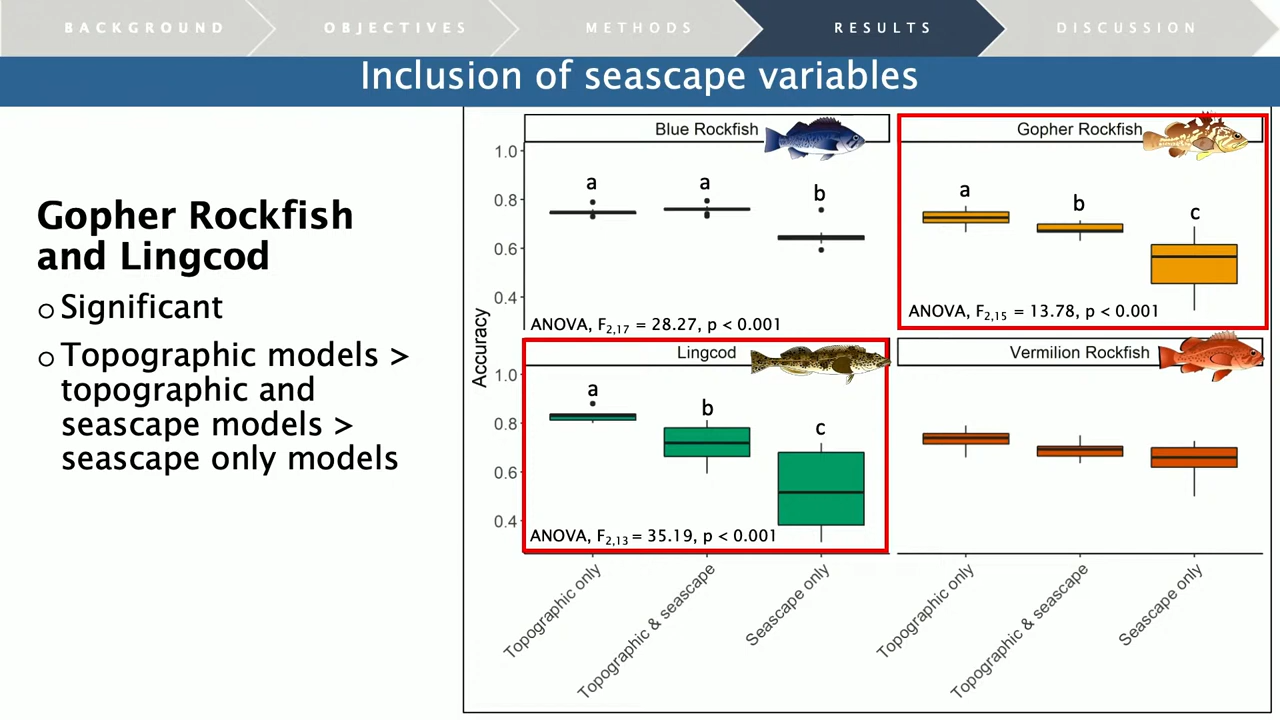 BACKGROUND
OBJECTIVES
METHODS
RESULTS
DISCUSSION
Inclusion of seascape variables
Gopher Rockfish
and Lingcod
o Significant
o Topographic models >
topographic and
seascape models >
seascape only models
Accuracy
Blue Rockfish
1.0
0.8
0.6
0.4
a
a
b
ANOVA, F2,17 = 28.27, p < 0.001
Gopher Rockfish
a
b
c
ANOVA, F2,15 = 13.78, p < 0.001
Lingcod
1.0
0.8
0.6
0.4
a
b
c
ANOVA, F2,13 = 35.19, p < 0.001
Vermilion Rockfish
Topographic only
Topographic & seascape
Seascape only
Topographic only
Topographic & seascape
Seascape only